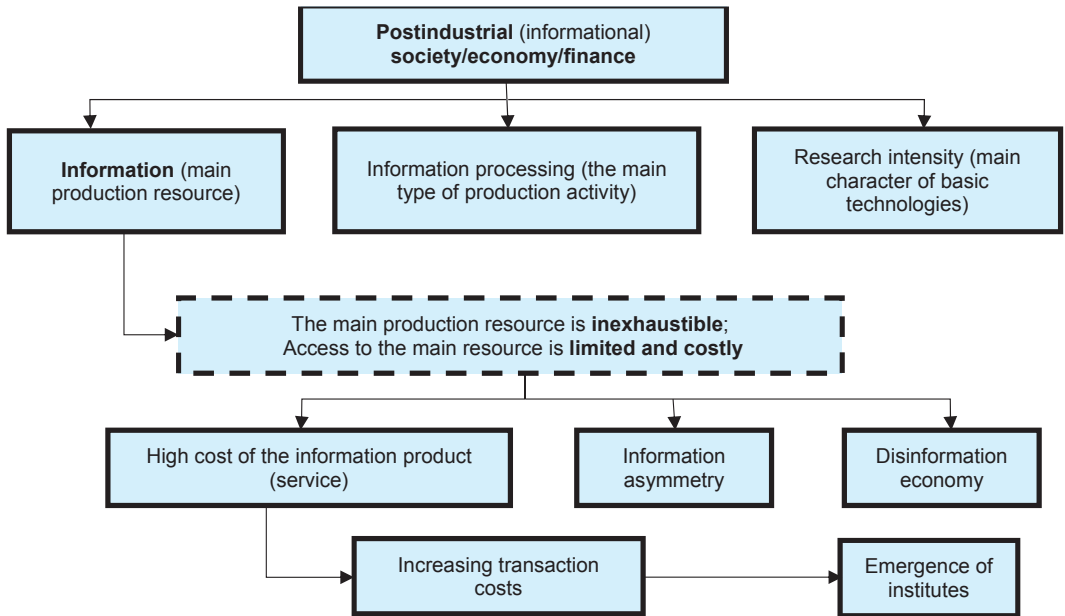 Postindustrial (informational)
society/economy/finance
Information (main
production resource)
Information processing (the main
type of production activity)
Research intensity (main
character of basic
technologies)
The main production resource is inexhaustible;
Access to the main resource is limited and costly
High cost of the information product
(service)
Information
asymmetry
Disinformation
economy
Increasing transaction
costs
Emergence of
institutes